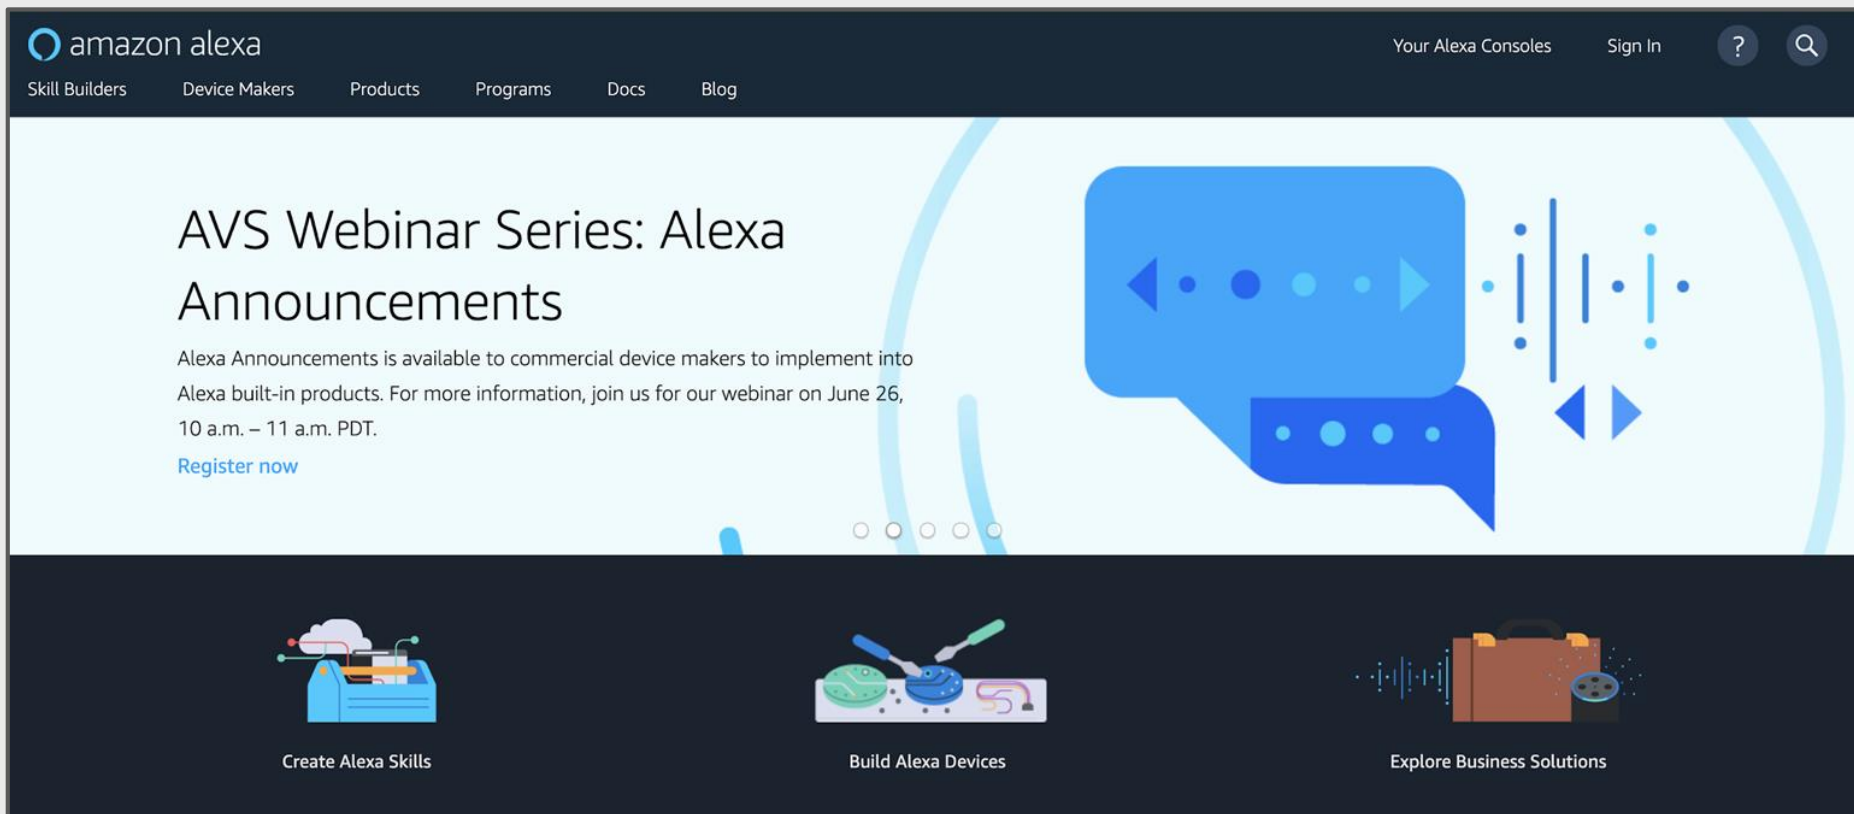 amazon alexa
Your Alexa Consoles
Sign In
?
Skill Builders
Device Makers
Products
Programs
Docs
Blog
AVS Webinar Series: Alexa
Announcements
Alexa Announcements is available to commercial device makers to implement into
Alexa built-in products. For more information, join us for our webinar on June 26,
10 a.m. – 11 a.m. PDT.
Register now
Create Alexa Skills
Build Alexa Devices
Explore Business Solutions